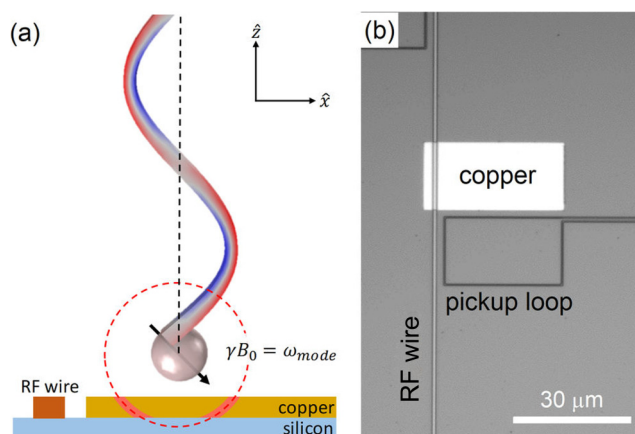 (a)
ẑ
x̂
γB₀ = ω_mode
RF wire
copper
silicon
(b)
copper
pickup loop
RF wire
30 μm